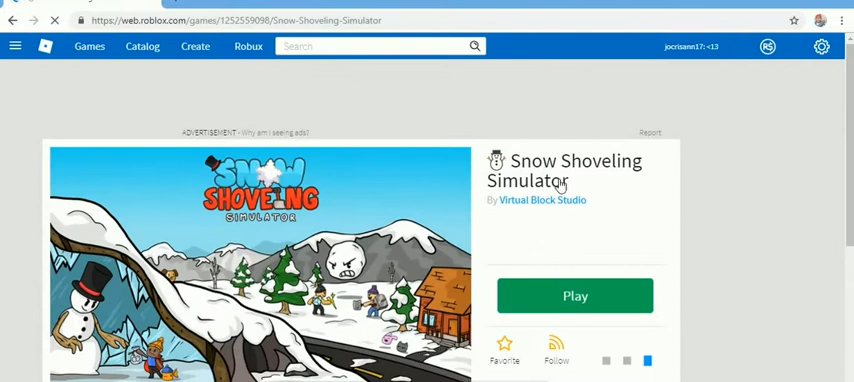 https://web.roblox.com/games/1252559098/Snow-Shoveling-Simulator
Games Catalog Create Robux Search jocrisann17: <13 R$
ADVERTISEMENT - Why am I seeing ads? Report
SNOW
SHOVELING
SIMULATOR
Snow Shoveling
Simulator
By Virtual Block Studio
Play
Favorite Follow